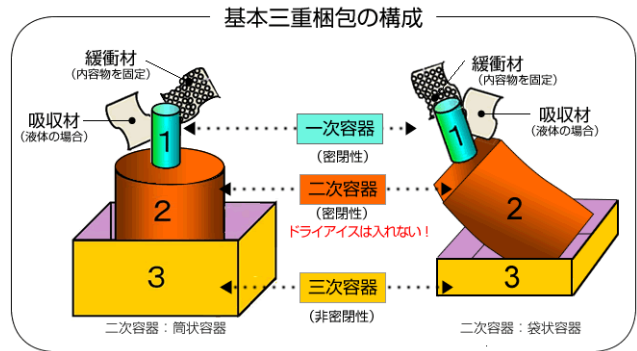 基本三重梱包の構成
緩衝材
(内容物を固定)
吸収材
(液体の場合)
1
2
3
二次容器：筒状容器
一次容器
(密閉性)
二次容器
(密閉性)
ドライアイスは入れない！
三次容器
(非密閉性)
緩衝材
(内容物を固定)
吸収材
(液体の場合)
1
2
3
二次容器：袋状容器